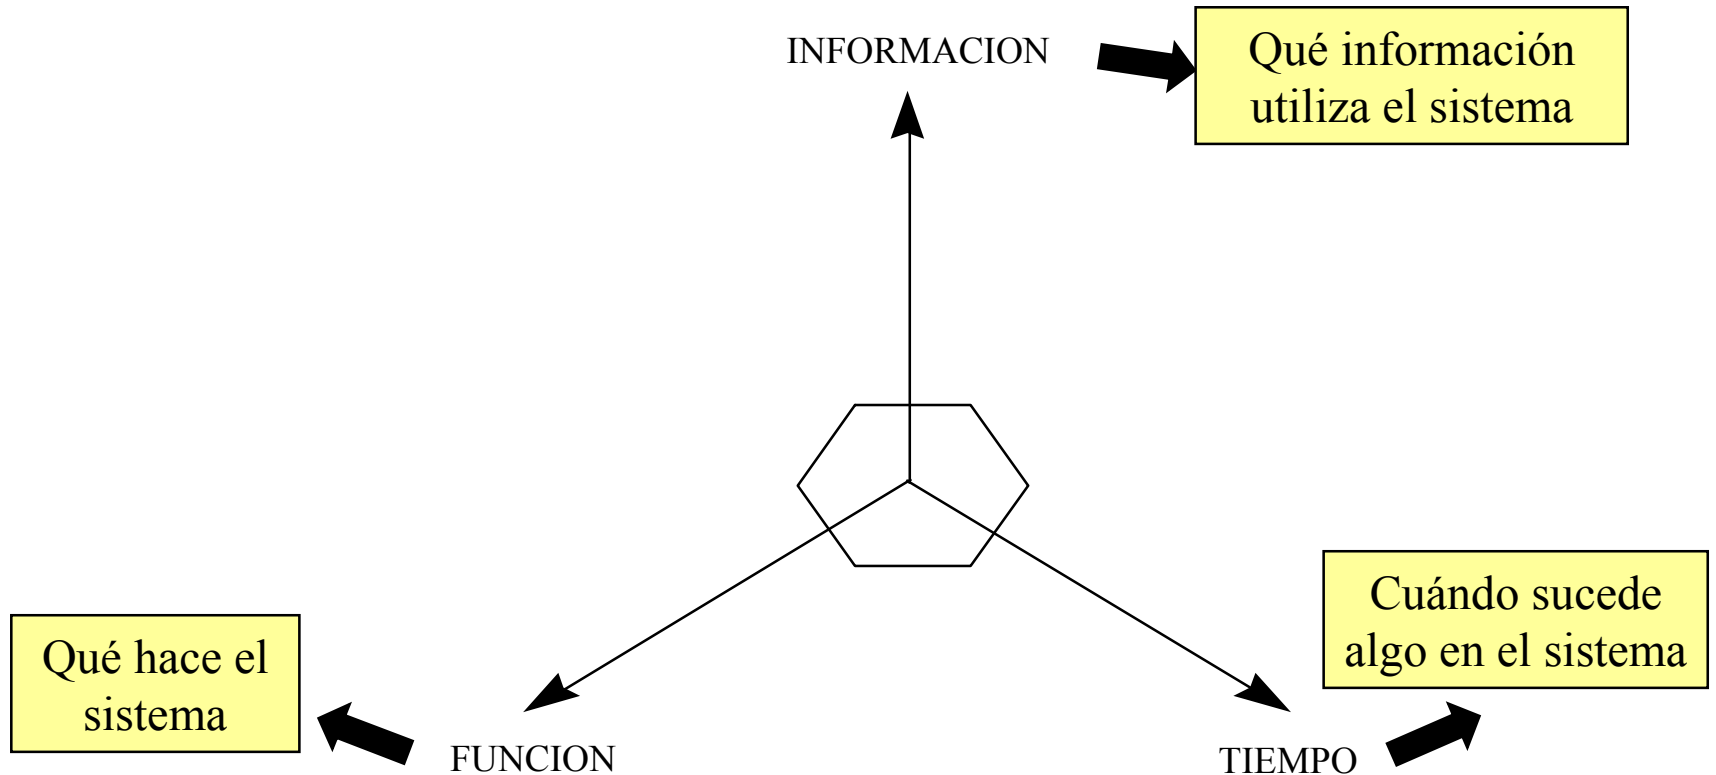 INFORMACION
Qué información
utiliza el sistema
Cuándo sucede
algo en el sistema
Qué hace el
sistema
FUNCION
TIEMPO